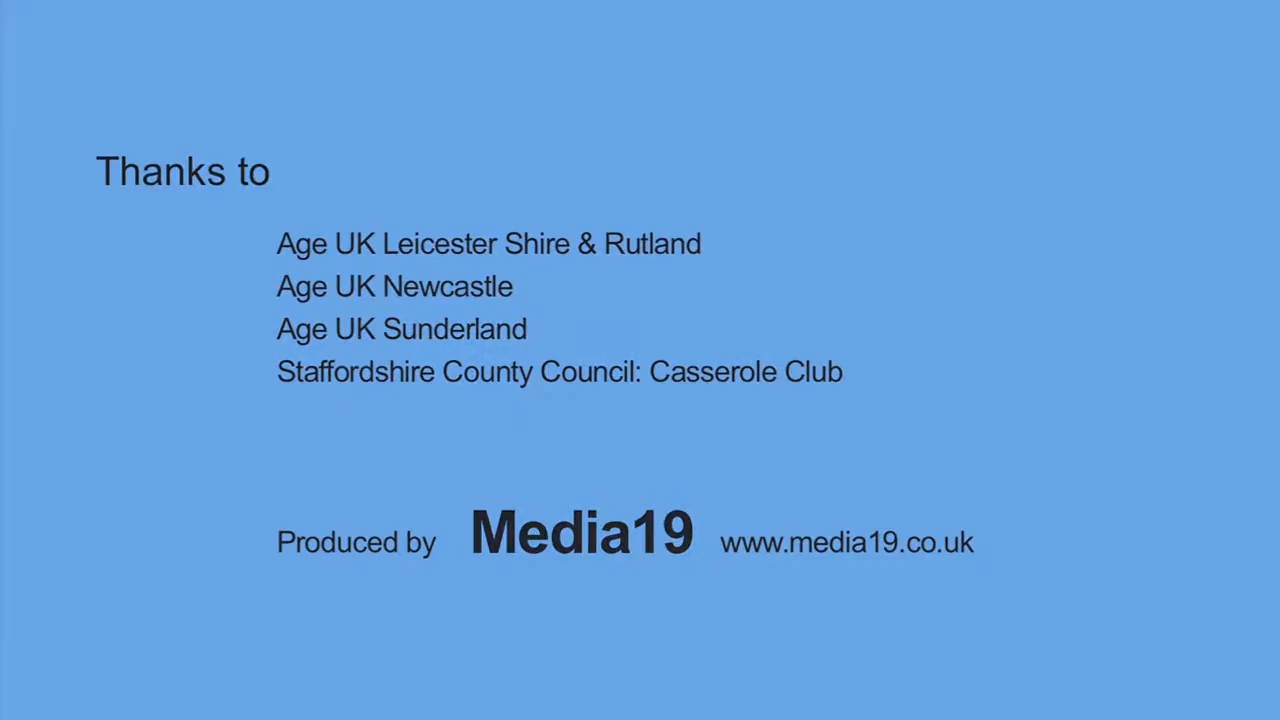 Thanks to
Age UK Leicester Shire & Rutland
Age UK Newcastle
Age UK Sunderland
Staffordshire County Council: Casserole Club
Produced by Media19 www.media19.co.uk